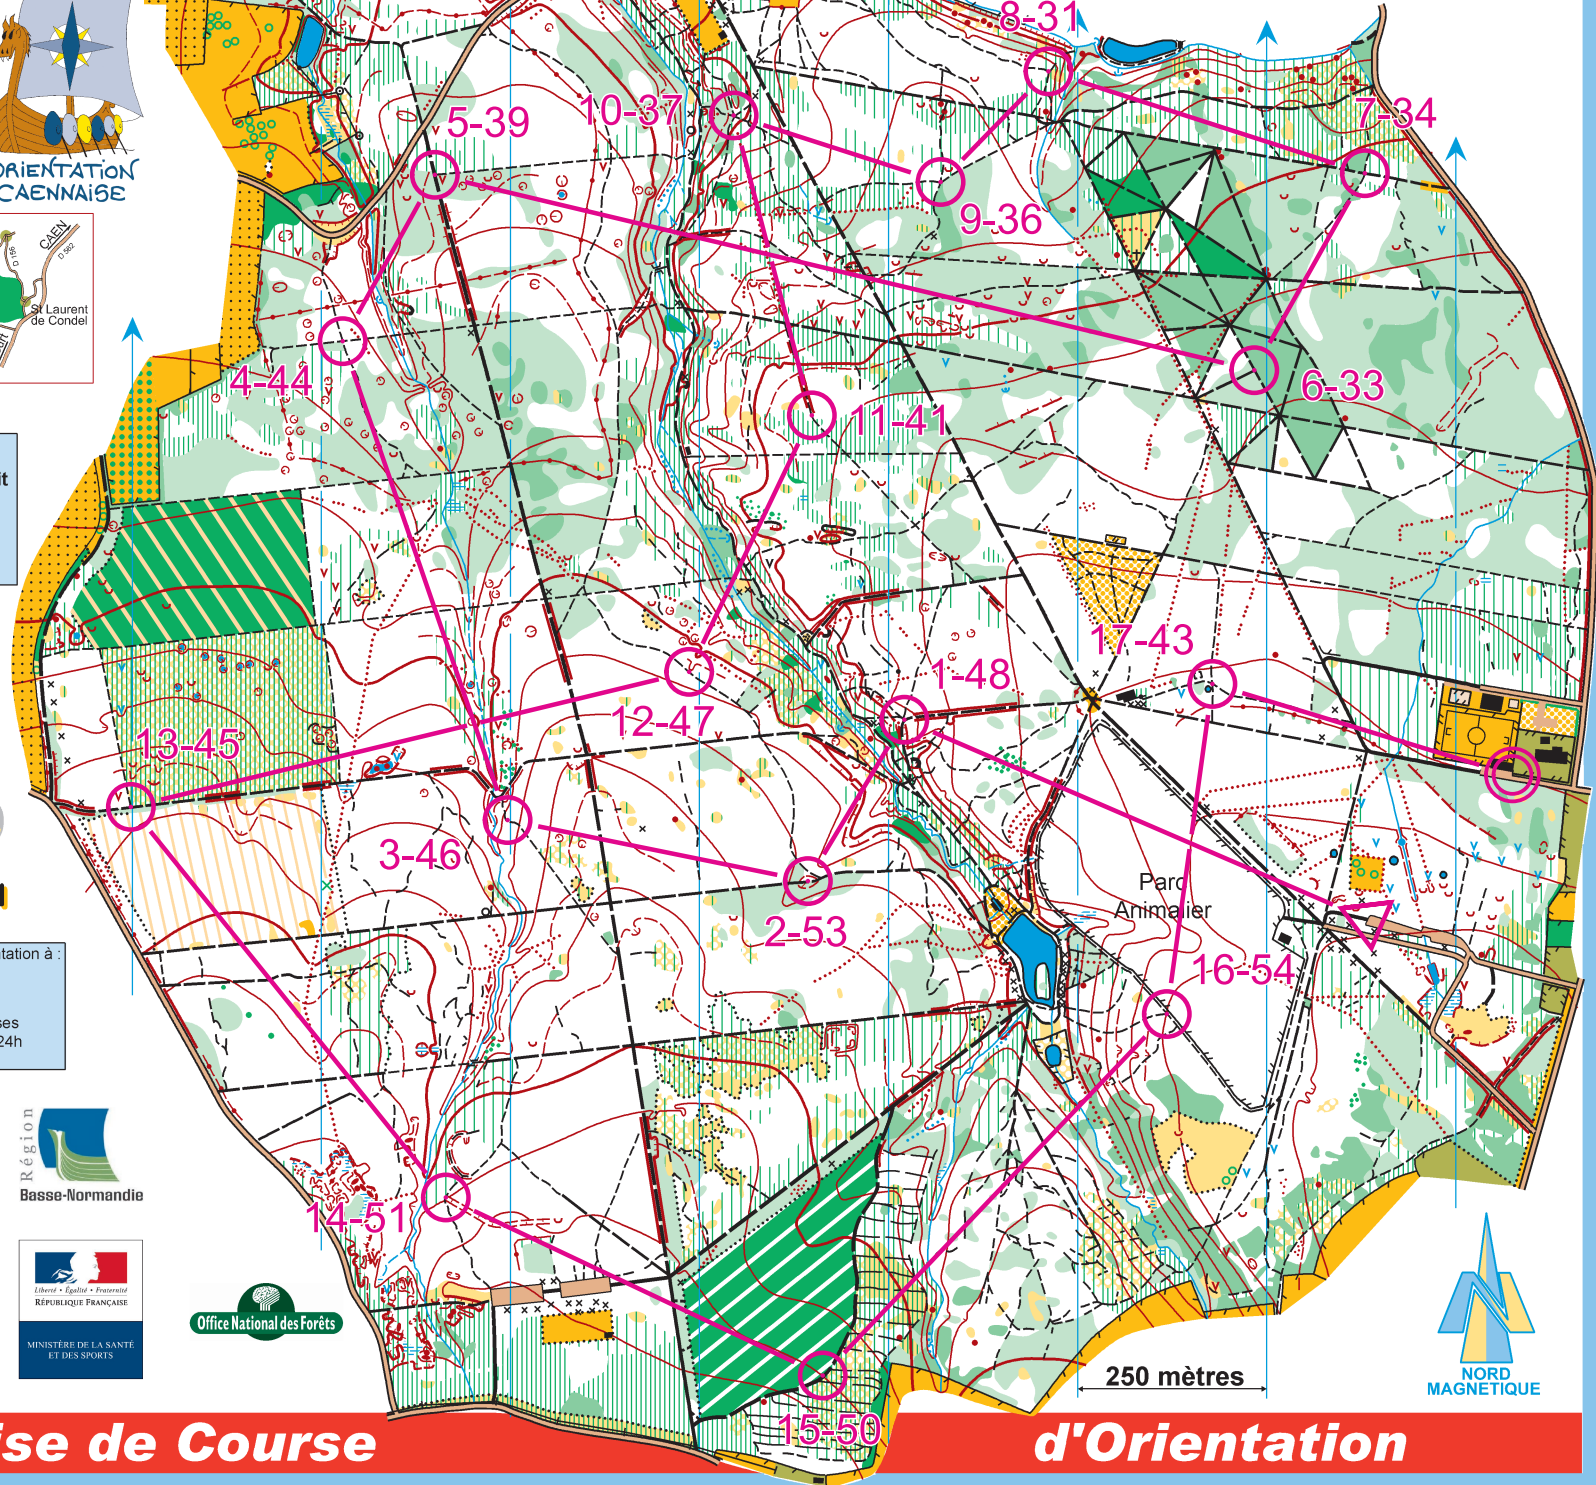 ORIENTATION
CAENNAISE
CAEN
D 562
St Laurent
de Condel
8-31
5-39
10-37
7-34
9-36
4-44
6-33
11-41
17-43
1-48
12-47
13-45
3-46
2-53
Parc
Animalier
16-54
tation à :
24h
14-51
15-50
Région
Basse-Normandie
Liberté • Égalité • Fraternité
RÉPUBLIQUE FRANÇAISE
MINISTÈRE DE LA SANTÉ
ET DES SPORTS
Office National des Forêts
250 mètres
NORD
MAGNETIQUE
ise de Course
d'Orientation